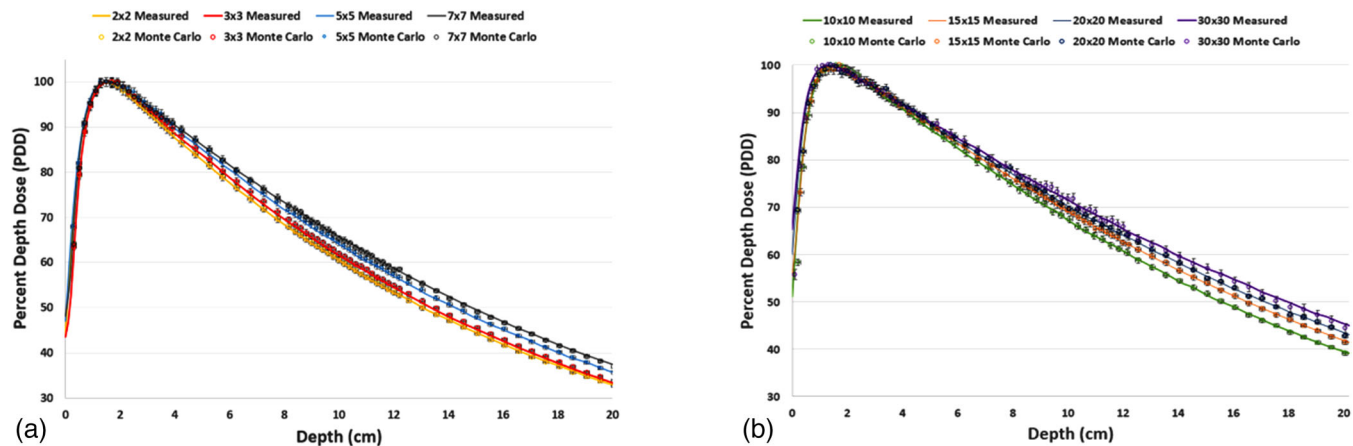 2x2 Measured 3x3 Measured 5x5 Measured 7x7 Measured
2x2 Monte Carlo 3x3 Monte Carlo 5x5 Monte Carlo 7x7 Monte Carlo
Percent Depth Dose (PDD)
100
90
80
70
60
50
40
30
0 2 4 6 8 10 12 14 16 18 20
Depth (cm)
(a)
10x10 Measured 15x15 Measured 20x20 Measured 30x30 Measured
10x10 Monte Carlo 15x15 Monte Carlo 20x20 Monte Carlo 30x30 Monte Carlo
Percent Depth Dose (PDD)
100
90
80
70
60
50
40
30
0 2 4 6 8 10 12 14 16 18 20
Depth (cm)
(b)